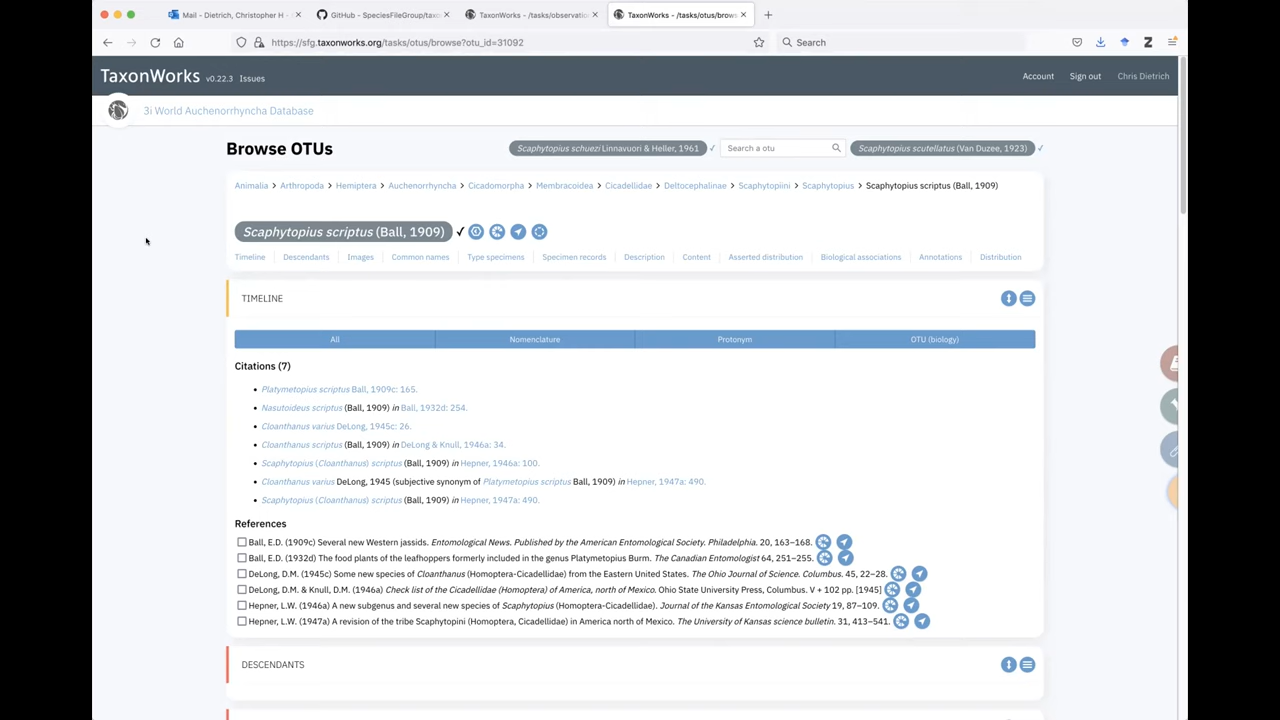 Mail - Dietrich, Christopher H -
GitHub - SpeciesFileGroup/taxo
TaxonWorks - /tasks/observatio
TaxonWorks - /tasks/otus/brows
https://sfg.taxonworks.org/tasks/otus/browse?otu_id=31092
Search
TaxonWorks v0.22.3 Issues
Account Sign out Chris Dietrich
3i World Auchenorrhyncha Database
Browse OTUs
Scaphytopius schuezi Linnavuori & Heller, 1961 ✓
Search a otu
Scaphytopius scutellatus (Van Duzee, 1923) ✓
Animalia > Arthropoda > Hemiptera > Auchenorrhyncha > Cicadomorpha > Membracoidea > Cicadellidae > Deltocephalinae > Scaphytopiini > Scaphytopius > Scaphytopius scriptus (Ball, 1909)
Scaphytopius scriptus (Ball, 1909) ✓
Timeline Descendants Images Common names Type specimens Specimen records Description Content Asserted distribution Biological associations Annotations Distribution
TIMELINE
All Nomenclature Protonym OTU (biology)
Citations (7)
• Platymetopius scriptus Ball, 1909c: 165.
• Nasutoideus scriptus (Ball, 1909) in Ball, 1932d: 254.
• Cloanthanus varius DeLong, 1945c: 26.
• Cloanthanus scriptus (Ball, 1909) in DeLong & Knull, 1946a: 34.
• Scaphytopius (Cloanthanus) scriptus (Ball, 1909) in Hepner, 1946a: 100.
• Cloanthanus varius DeLong, 1945 (subjective synonym of Platymetopius scriptus Ball, 1909) in Hepner, 1947a: 490.
• Scaphytopius (Cloanthanus) scriptus (Ball, 1909) in Hepner, 1947a: 490.
References
Ball, E.D. (1909c) Several new Western jassids. Entomological News. Published by the American Entomological Society. Philadelphia. 20, 163–168.
Ball, E.D. (1932d) The food plants of the leafhoppers formerly included in the genus Platymetopius Burm. The Canadian Entomologist 64, 251–255.
DeLong, D.M. (1945c) Some new species of Cloanthanus (Homoptera-Cicadellidae) from the Eastern United States. The Ohio Journal of Science. Columbus. 45, 22–28.
DeLong, D.M. & Knull, D.M. (1946a) Check list of the Cicadellidae (Homoptera) of America, north of Mexico. Ohio State University Press, Columbus. V + 102 pp. [1945]
Hepner, L.W. (1946a) A new subgenus and several new species of Scaphytopius (Homoptera-Cicadellidae). Journal of the Kansas Entomological Society 19, 87–109.
Hepner, L.W. (1947a) A revision of the tribe Scaphytopini (Homoptera, Cicadellidae) in America north of Mexico. The University of Kansas science bulletin. 31, 413–541.
DESCENDANTS